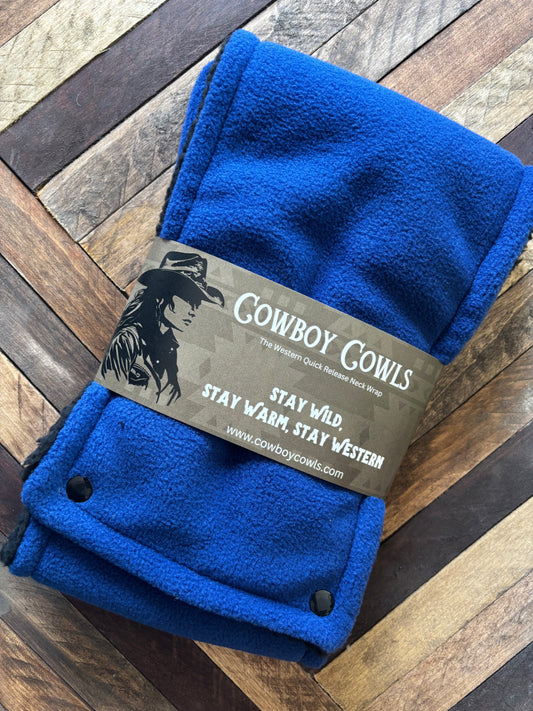 COWBOY COWLS
The Western Quick Release Neck Wrap
STAY WILD,
STAY WARM, STAY WESTERN
www.cowboycowls.com